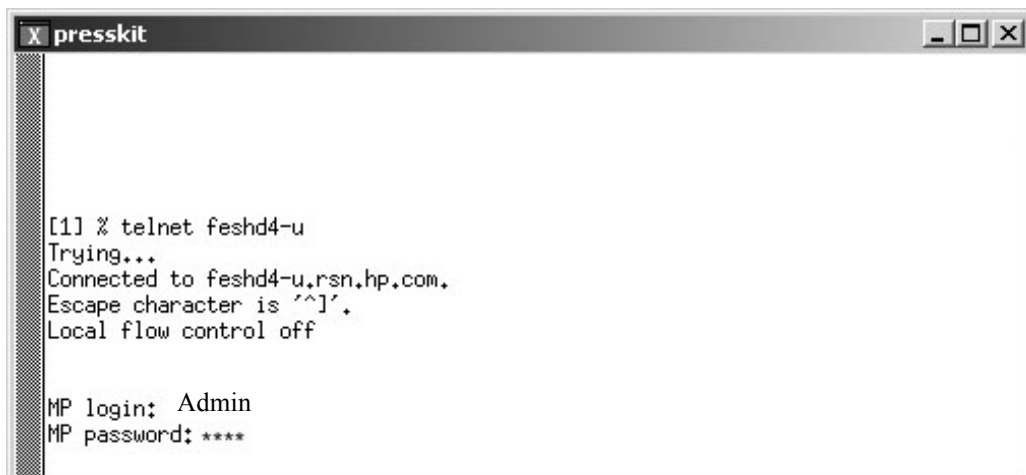 X presskit
[1] % telnet feshd4-u
Trying...
Connected to feshd4-u.rsn.hp.com.
Escape character is '^]'.
Local flow control off
MP login: Admin
MP password: ****